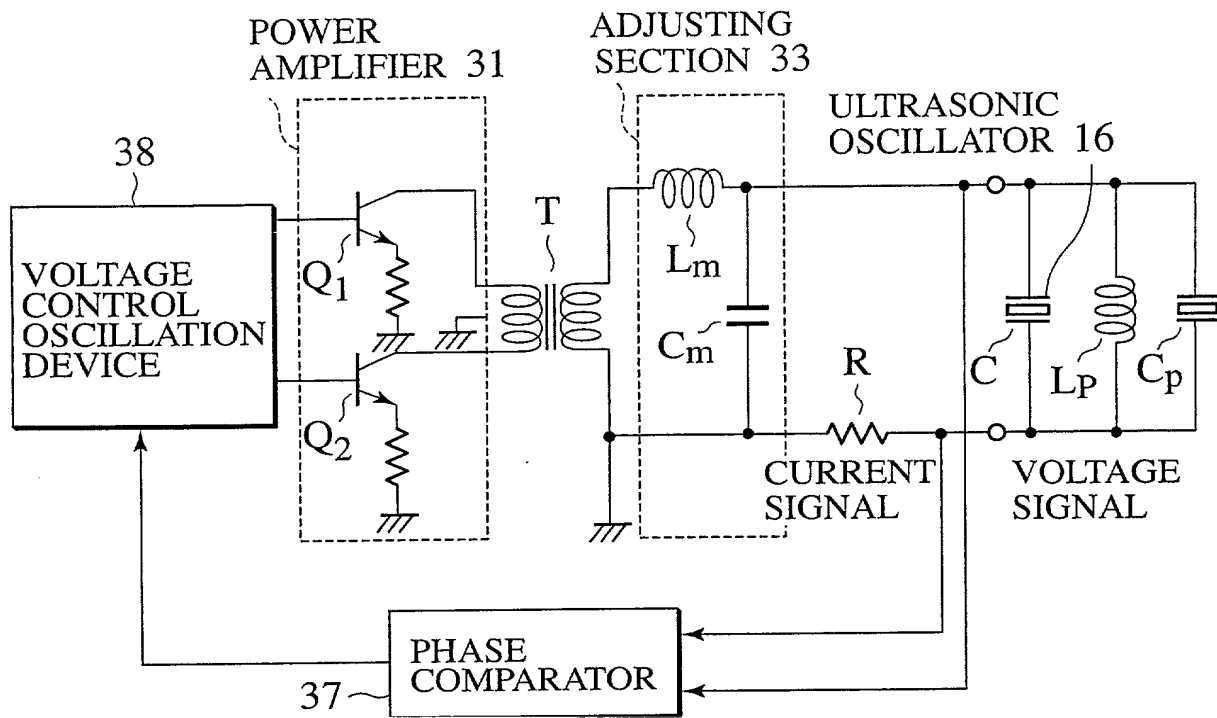 POWER
AMPLIFIER 31
ADJUSTING
SECTION 33
ULTRASONIC
OSCILLATOR 16
38
VOLTAGE
CONTROL
OSCILLATION
DEVICE
Q1
Q2
T
Lm
Cm
R
C
LP
Cp
CURRENT
SIGNAL
VOLTAGE
SIGNAL
PHASE
COMPARATOR
37